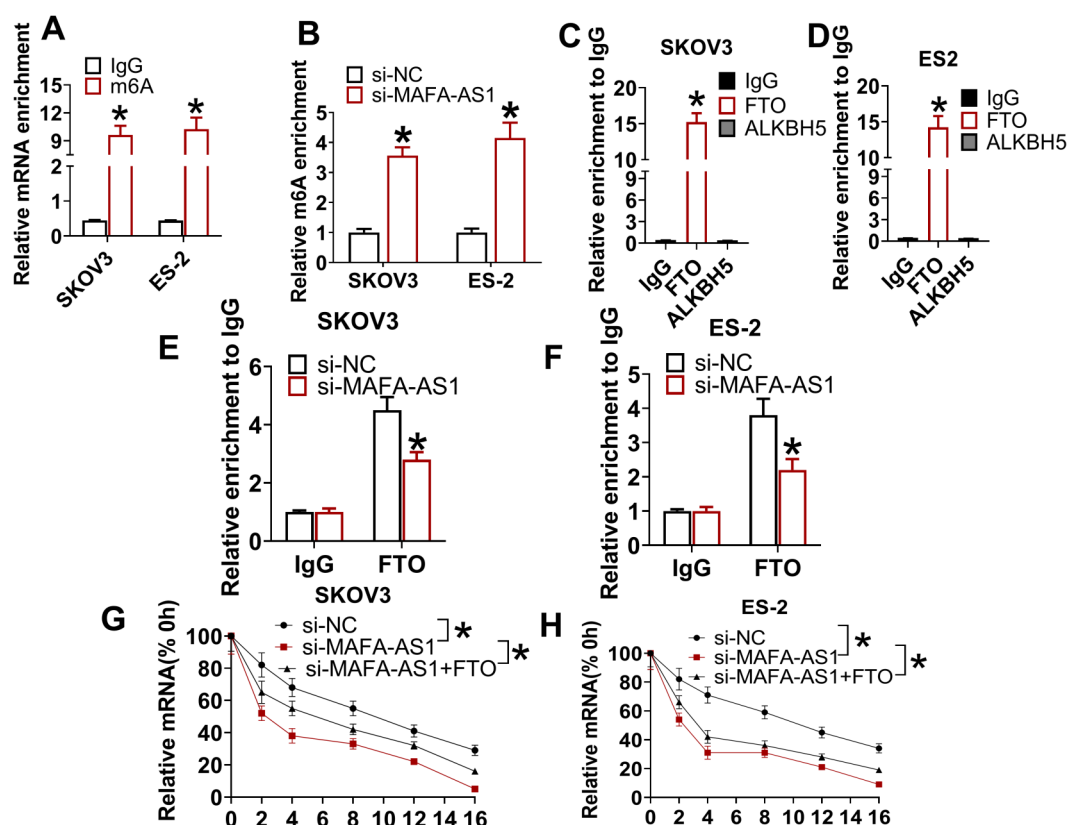 A
Relative mRNA enrichment
IgG
m6A
15
12
9
6
2
1
0
*
*
SKOV3
ES-2
B
Relative m6A enrichment
si-NC
si-MAFA-AS1
5
4
3
2
1
0
*
*
SKOV3
ES-2
C
SKOV3
Relative enrichment to IgG
IgG
FTO
ALKBH5
20
15
10
9
6
3
0
*
IgG
FTO
ALKBH5
D
ES2
Relative enrichment to IgG
IgG
FTO
ALKBH5
20
15
10
9
6
3
0
*
IgG
FTO
ALKBH5
E
SKOV3
Relative enrichment to IgG
si-NC
si-MAFA-AS1
6
4
2
0
*
IgG
FTO
F
ES-2
Relative enrichment to IgG
si-NC
si-MAFA-AS1
5
4
3
2
1
0
*
IgG
FTO
G
SKOV3
Relative mRNA(% 0h)
si-NC
si-MAFA-AS1
si-MAFA-AS1+FTO
*
*
100
80
60
40
20
0
0 2 4 6 8 10 12 14 16
H
ES-2
Relative mRNA(% 0h)
si-NC
si-MAFA-AS1
si-MAFA-AS1+FTO
*
*
100
80
60
40
20
0
0 2 4 6 8 10 12 14 16